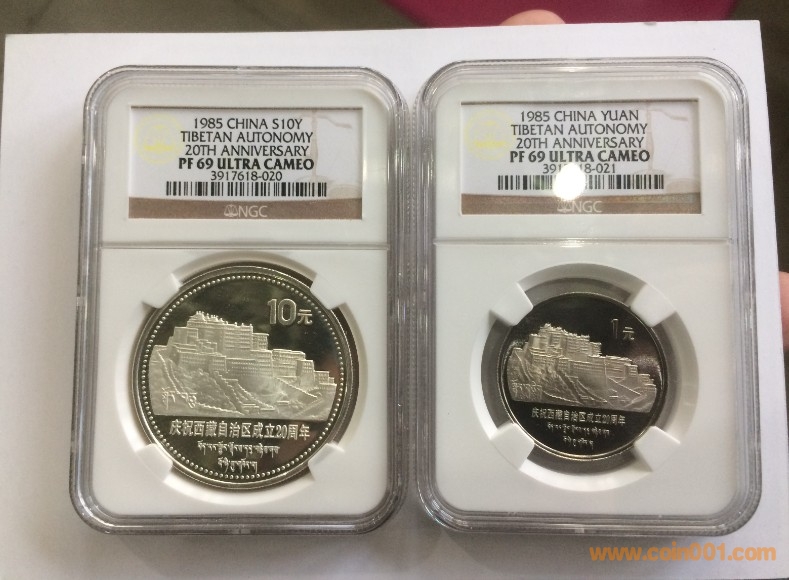 1985 CHINA S10Y
TIBETAN AUTONOMY
20TH ANNIVERSARY
PF 69 ULTRA CAMEO
3917618-020
NGC
10元
庆祝西藏自治区成立20周年
1985 CHINA YUAN
TIBETAN AUTONOMY
20TH ANNIVERSARY
PF 69 ULTRA CAMEO
18-021
NGC
1元
庆祝西藏自治区成立20周年
www.coin001.com